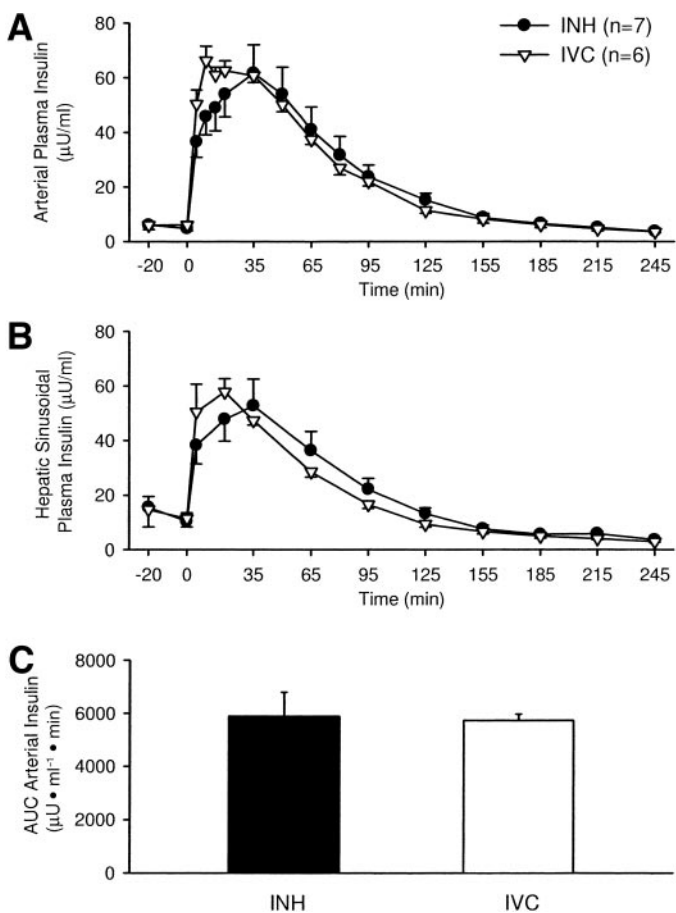 A
INH (n=7)
IVC (n=6)
Arterial Plasma Insulin
(μU/ml)
80
60
40
20
0
-20 0 35 65 95 125 155 185 215 245
Time (min)
B
Hepatic Sinusoidal
Plasma Insulin (μU/ml)
80
60
40
20
0
-20 0 35 65 95 125 155 185 215 245
Time (min)
C
AUC Arterial Insulin
(μU • ml⁻¹ • min)
8000
6000
4000
2000
0
INH IVC